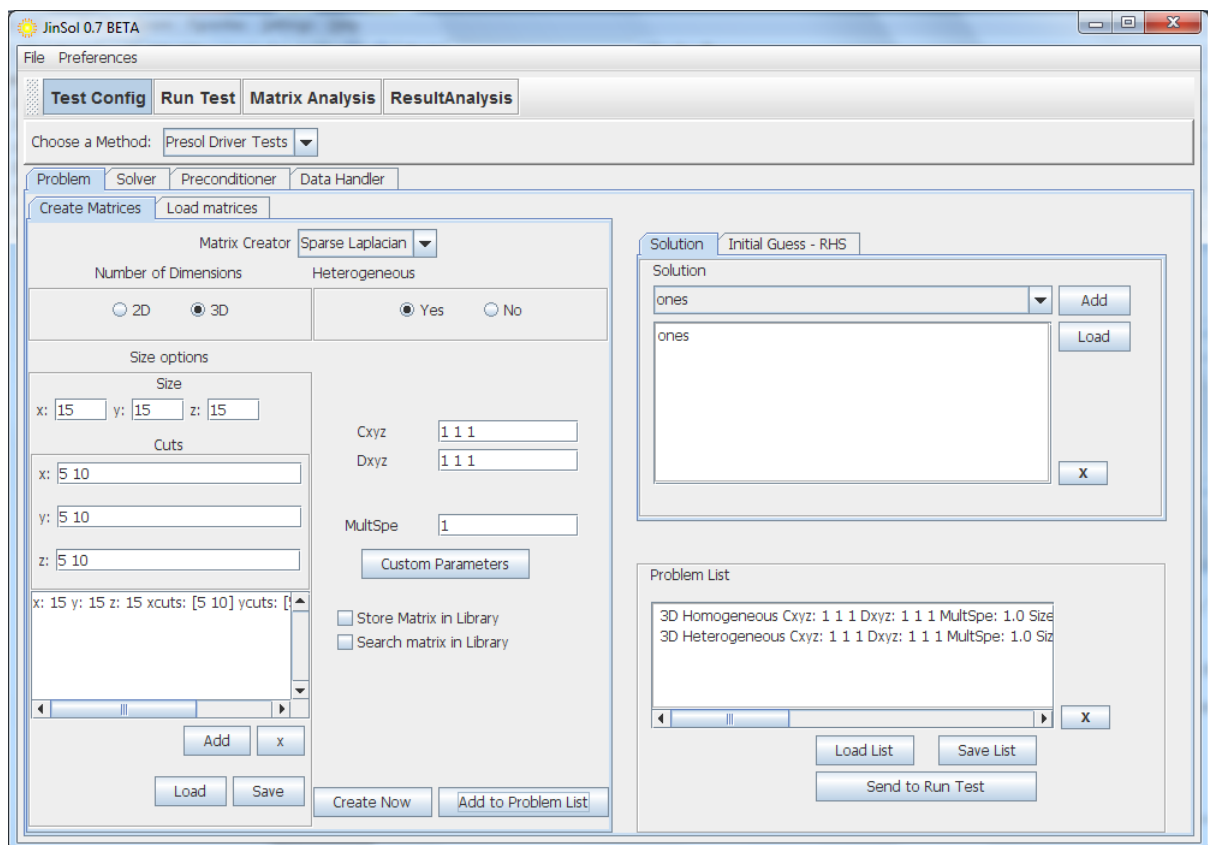 JinSol 0.7 BETA
File Preferences
Test Config Run Test Matrix Analysis ResultAnalysis
Choose a Method: Presol Driver Tests
Problem Solver Preconditioner Data Handler
Create Matrices Load matrices
Matrix Creator Sparse Laplacian
Number of Dimensions Heterogeneous
2D 3D Yes No
Size options
Size
x: 15 y: 15 z: 15
Cuts
x: 5 10
y: 5 10
z: 5 10
x: 15 y: 15 z: 15 xcuts: [5 10] ycuts: [
Add x
Load Save
Cxyz 1 1 1
Dxyz 1 1 1
MultSpe 1
Custom Parameters
Store Matrix in Library
Search matrix in Library
Create Now Add to Problem List
Solution Initial Guess - RHS
Solution
ones Add
ones Load
X
Problem List
3D Homogeneous Cxyz: 1 1 1 Dxyz: 1 1 1 MultSpe: 1.0 Size
3D Heterogeneous Cxyz: 1 1 1 Dxyz: 1 1 1 MultSpe: 1.0 Siz
X
Load List Save List
Send to Run Test